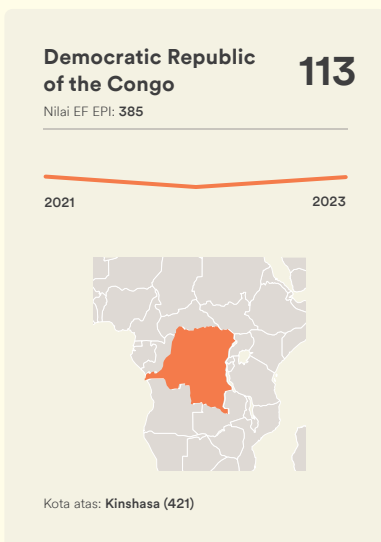 Democratic Republic
of the Congo
113
Nilai EF EPI: 385
2021
2023
Kota atas: Kinshasa (421)